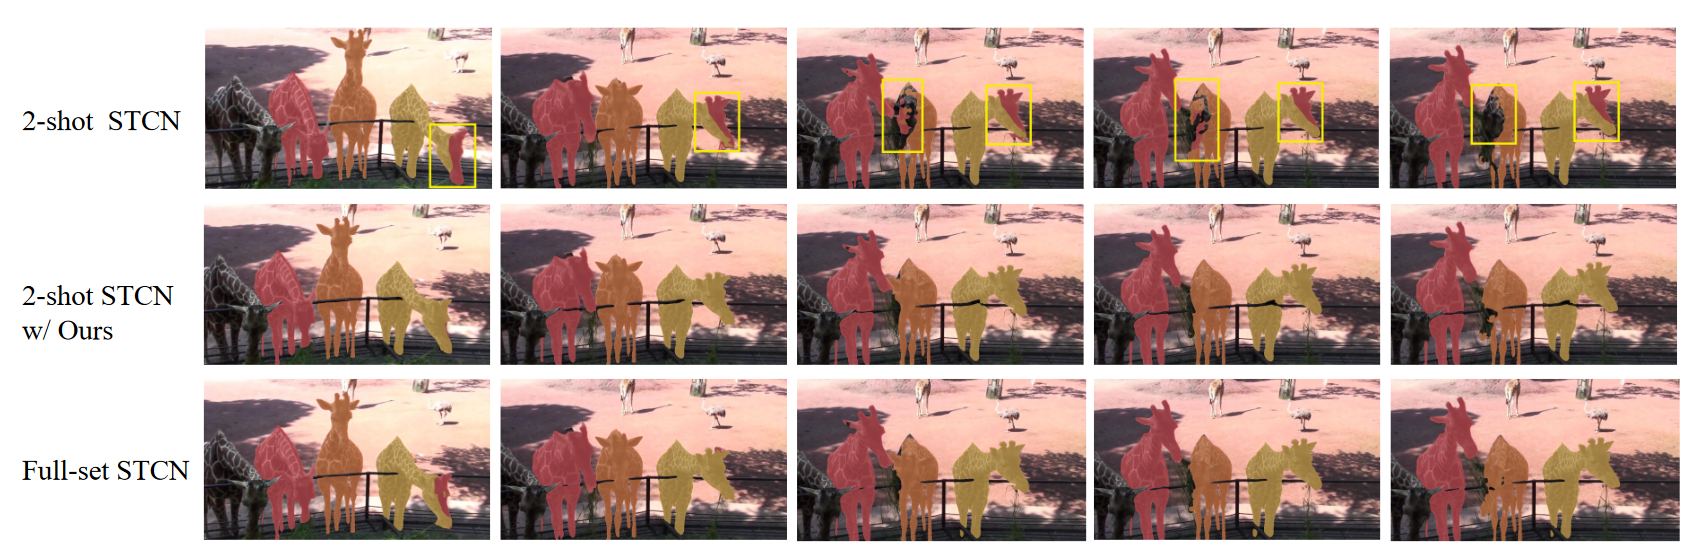 2-shot STCN
2-shot STCN
w/ Ours
Full-set STCN